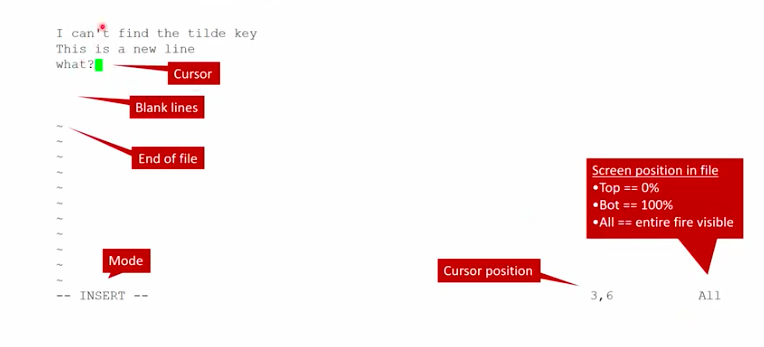 I can't find the tilde key
This is a new line
what?
Cursor
Blank lines
~
End of file
~
~
~
~
~
~
~
~
~
~
Screen position in file
•Top == 0%
•Bot == 100%
•All == entire fire visible
Mode
Cursor position
-- INSERT --
3,6
All